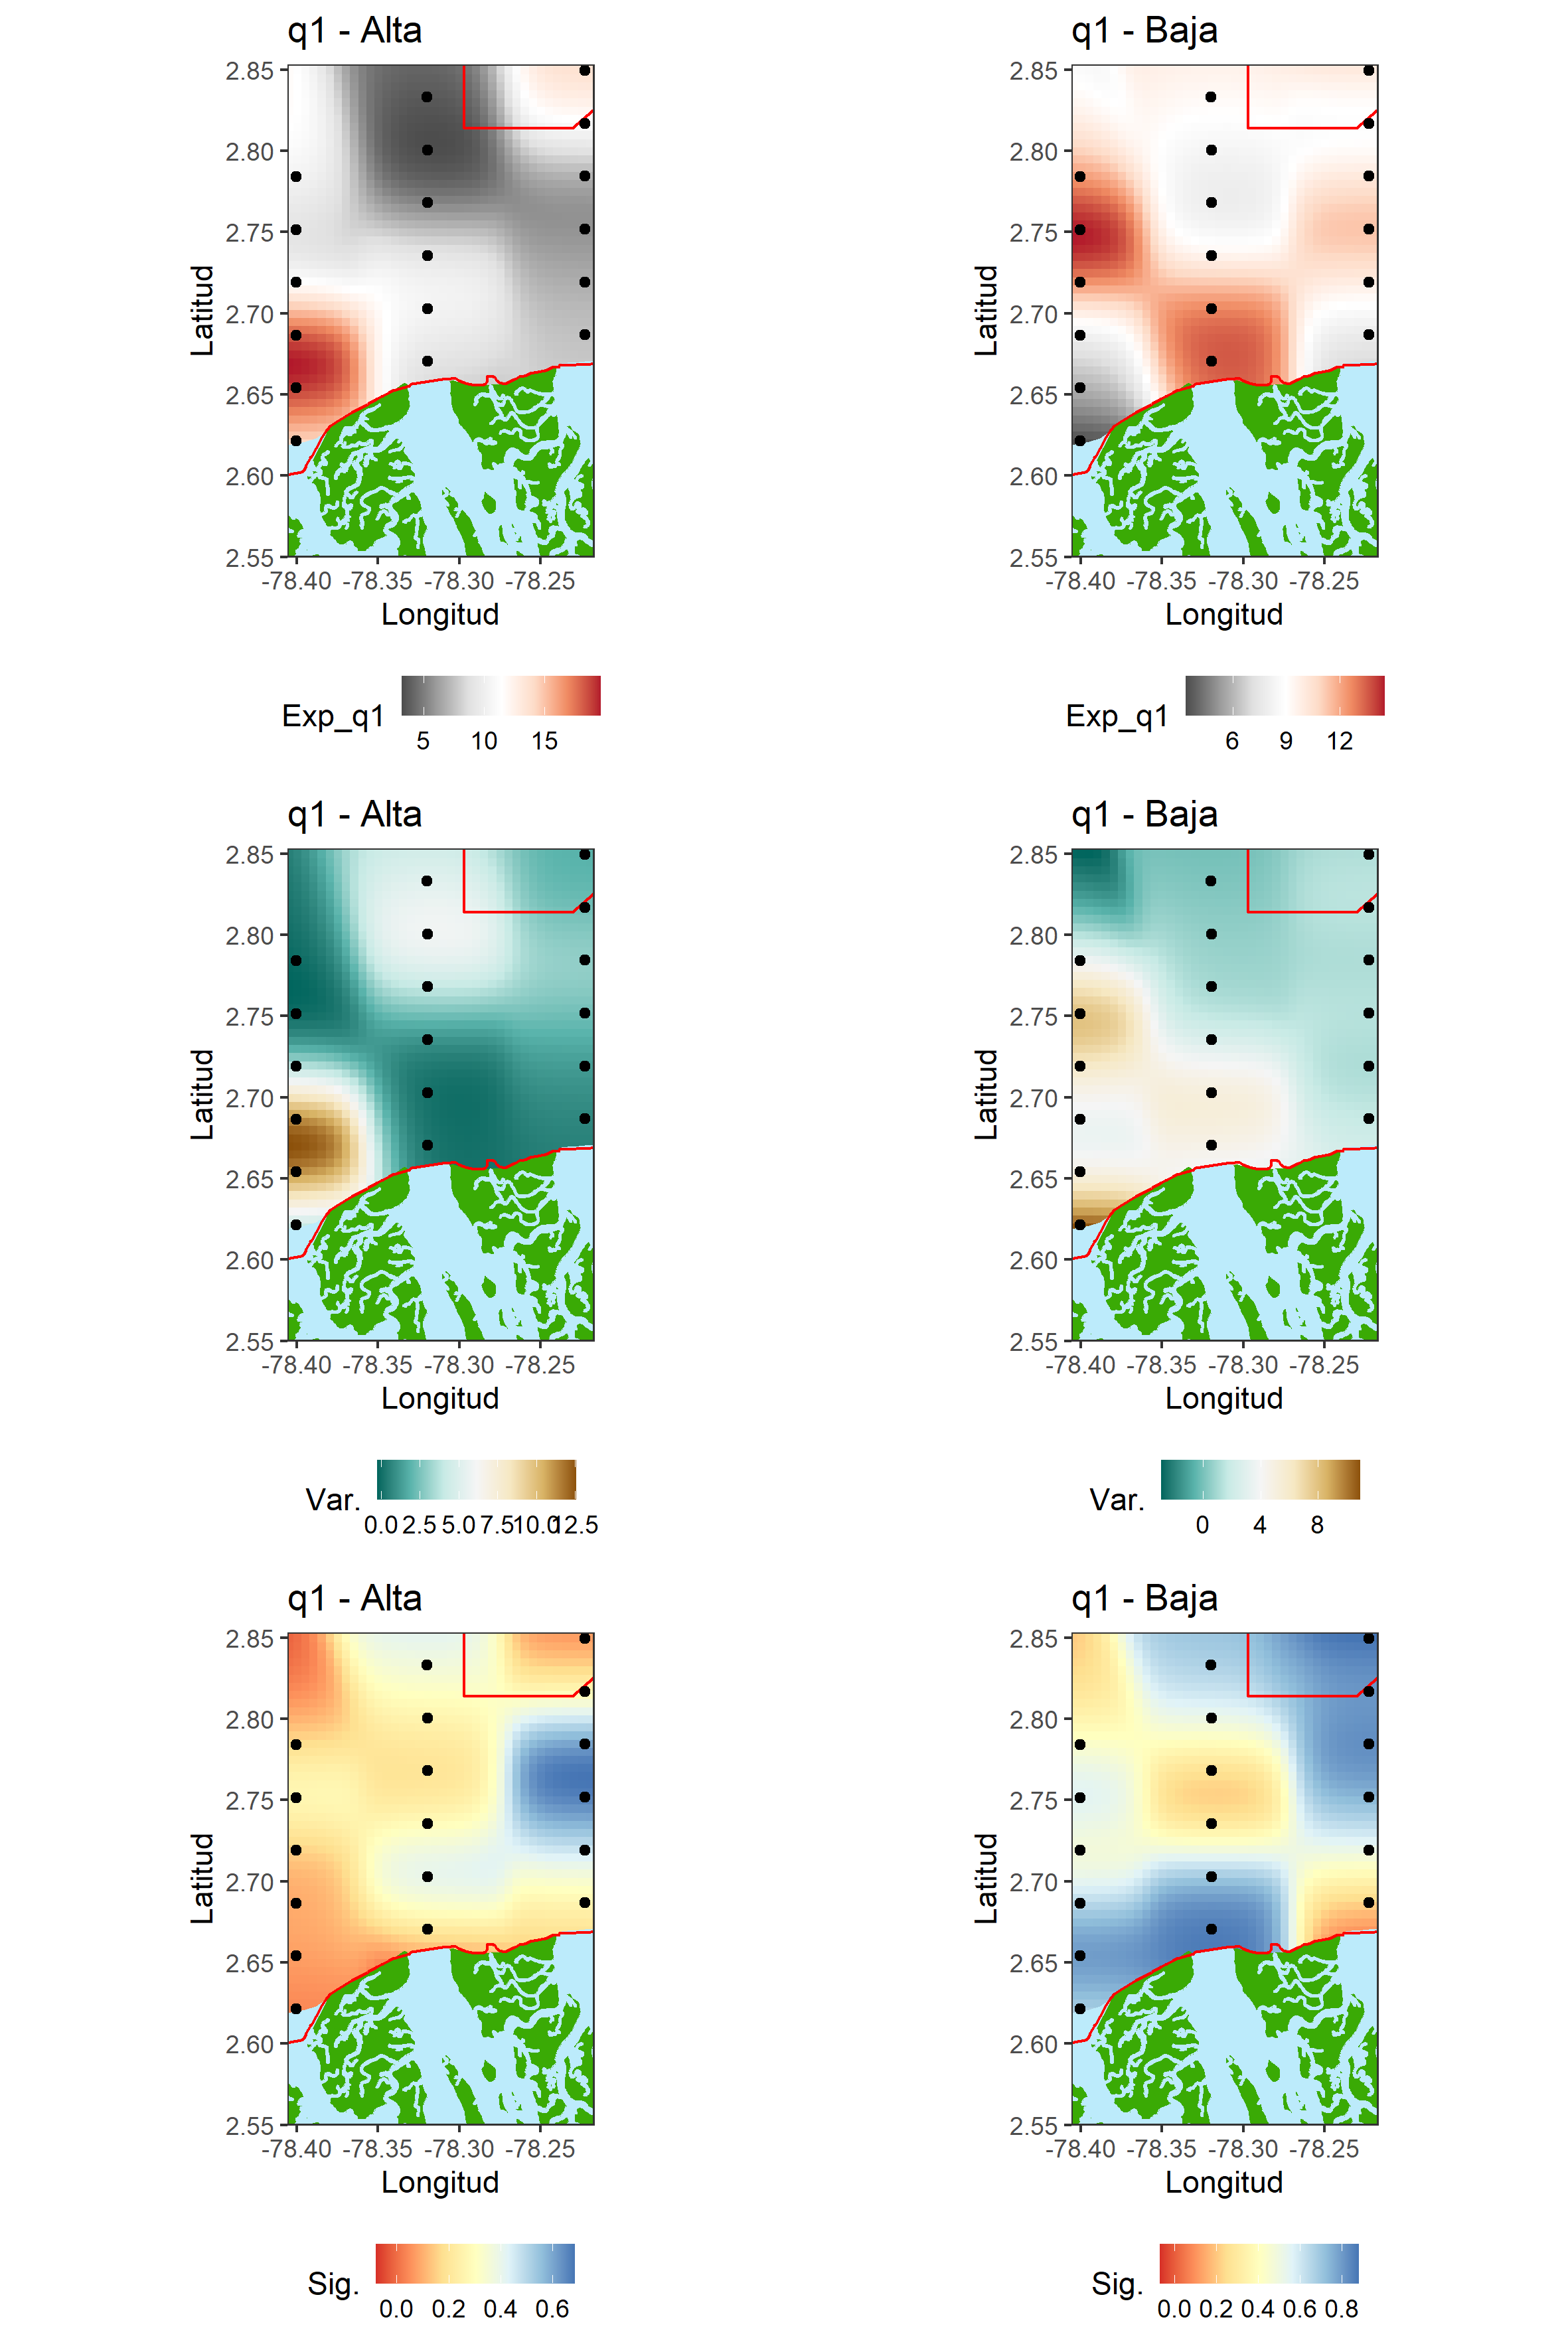 q1 - Alta
q1 - Baja
2.85
2.80
2.75
2.70
2.65
2.60
2.55
Latitud
-78.40 -78.35 -78.30 -78.25
Longitud
2.85
2.80
2.75
2.70
2.65
2.60
2.55
Latitud
-78.40 -78.35 -78.30 -78.25
Longitud
Exp_q1
5 10 15
Exp_q1
6 9 12
q1 - Alta
q1 - Baja
2.85
2.80
2.75
2.70
2.65
2.60
2.55
Latitud
-78.40 -78.35 -78.30 -78.25
Longitud
2.85
2.80
2.75
2.70
2.65
2.60
2.55
Latitud
-78.40 -78.35 -78.30 -78.25
Longitud
Var.
0.0 2.5 5.0 7.5 10.0 12.5
Var.
0 4 8
q1 - Alta
q1 - Baja
2.85
2.80
2.75
2.70
2.65
2.60
2.55
Latitud
-78.40 -78.35 -78.30 -78.25
Longitud
2.85
2.80
2.75
2.70
2.65
2.60
2.55
Latitud
-78.40 -78.35 -78.30 -78.25
Longitud
Sig.
0.0 0.2 0.4 0.6
Sig.
0.0 0.2 0.4 0.6 0.8